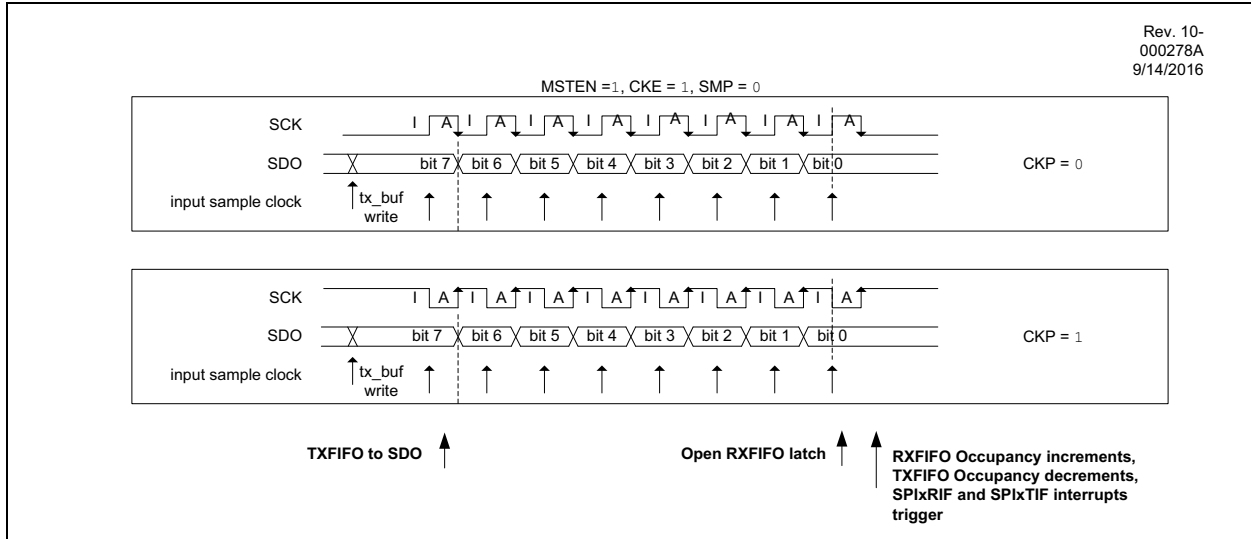 Rev. 10-
000278A
9/14/2016
MSTEN =1, CKE = 1, SMP = 0
SCK I A I A I A I A I A I A I A I A
SDO bit 7 bit 6 bit 5 bit 4 bit 3 bit 2 bit 1 bit 0 CKP = 0
input sample clock tx_buf
write
SCK I A I A I A I A I A I A I A I A
SDO bit 7 bit 6 bit 5 bit 4 bit 3 bit 2 bit 1 bit 0 CKP = 1
input sample clock tx_buf
write
TXFIFO to SDO
Open RXFIFO latch
RXFIFO Occupancy increments,
TXFIFO Occupancy decrements,
SPIxRIF and SPIxTIF interrupts
trigger